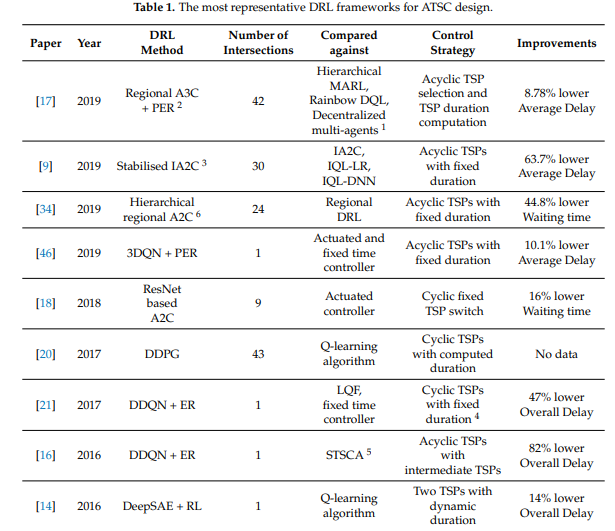 Table 1. The most representative DRL frameworks for ATSC design.
Paper Year DRL Method Number of Intersections Compared against Control Strategy Improvements
[17] 2019 Regional A3C + PER 2 42 Hierarchical MARL, Rainbow DQL, Decentralized multi-agents 1 Acyclic TSP selection and TSP duration computation 8.78% lower Average Delay
[9] 2019 Stabilised IA2C 3 30 IA2C, IQL-LR, IQL-DNN Acyclic TSPs with fixed duration 63.7% lower Average Delay
[34] 2019 Hierarchical regional A2C 6 24 Regional DRL Acyclic TSPs with fixed duration 44.8% lower Waiting time
[46] 2019 3DQN + PER 1 Actuated and fixed time controller Acyclic TSPs with fixed duration 10.1% lower Average Delay
[18] 2018 ResNet based A2C 9 Actuated controller Cyclic fixed TSP switch 16% lower Waiting time
[20] 2017 DDPG 43 Q-learning algorithm Cyclic TSPs with computed duration No data
[21] 2017 DDQN + ER 1 LQF, fixed time controller Cyclic TSPs with fixed duration 4 47% lower Overall Delay
[16] 2016 DDQN + ER 1 STSCA 5 Acyclic TSPs with intermediate TSPs 82% lower Overall Delay
[14] 2016 DeepSAE + RL 1 Q-learning algorithm Two TSPs with dynamic duration 14% lower Overall Delay